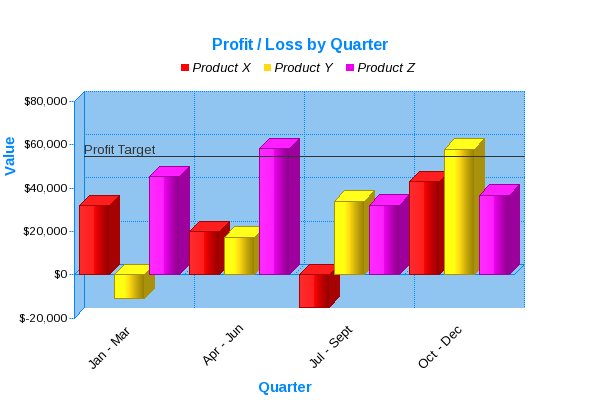 Profit / Loss by Quarter
Product X Product Y Product Z
$80,000
$60,000
$40,000
$20,000
$0
$-20,000
Value
Profit Target
Jan - Mar
Apr - Jun
Jul - Sept
Oct - Dec
Quarter